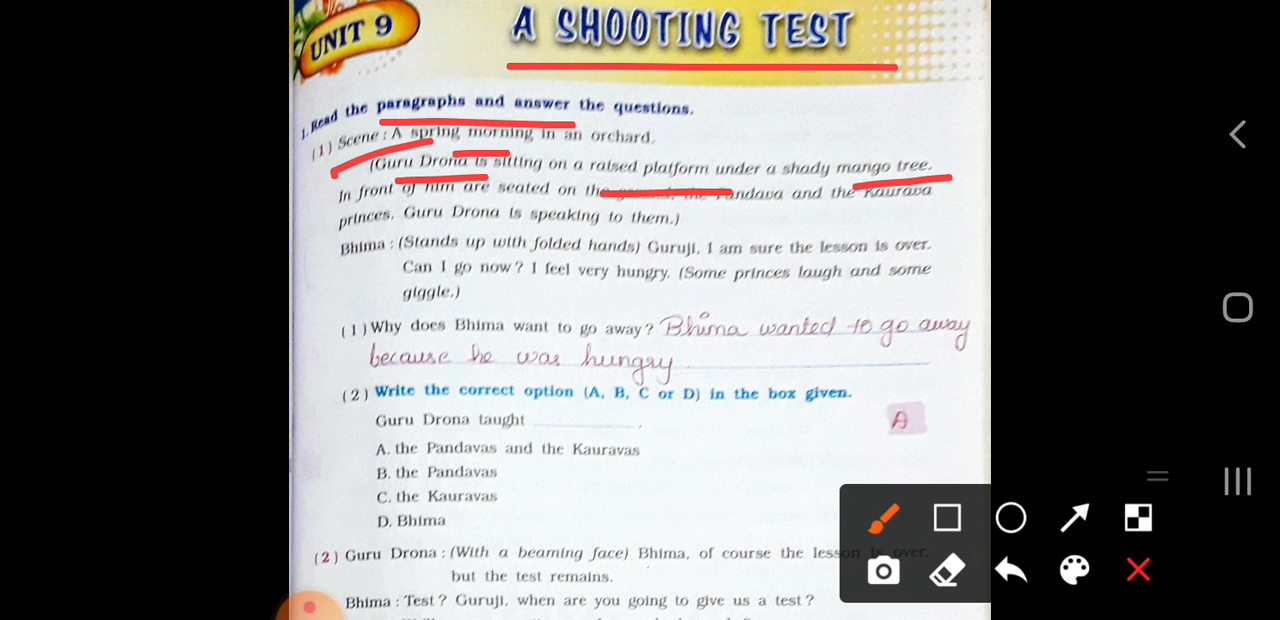 UNIT 9
A SHOOTING TEST
1. Read the paragraphs and answer the questions.
(1) Scene : A spring morning in an orchard.
(Guru Drona is sitting on a raised platform under a shady mango tree.
In front of him are seated on the Pandava and the Kaurava
princes. Guru Drona is speaking to them.)
Bhima : (Stands up with folded hands) Guruji, I am sure the lesson is over.
Can I go now? I feel very hungry. (Some princes laugh and some
giggle.)
(1) Why does Bhima want to go away? Bhima wanted to go away
because he was hungry.
(2) Write the correct option (A, B, C or D) in the box given.
Guru Drona taught .
A
A. the Pandavas and the Kauravas
B. the Pandavas
C. the Kauravas
D. Bhima
(2) Guru Drona : (With a beaming face) Bhima, of course the lesson is over,
but the test remains.
Bhima : Test? Guruji, when are you going to give us a test?